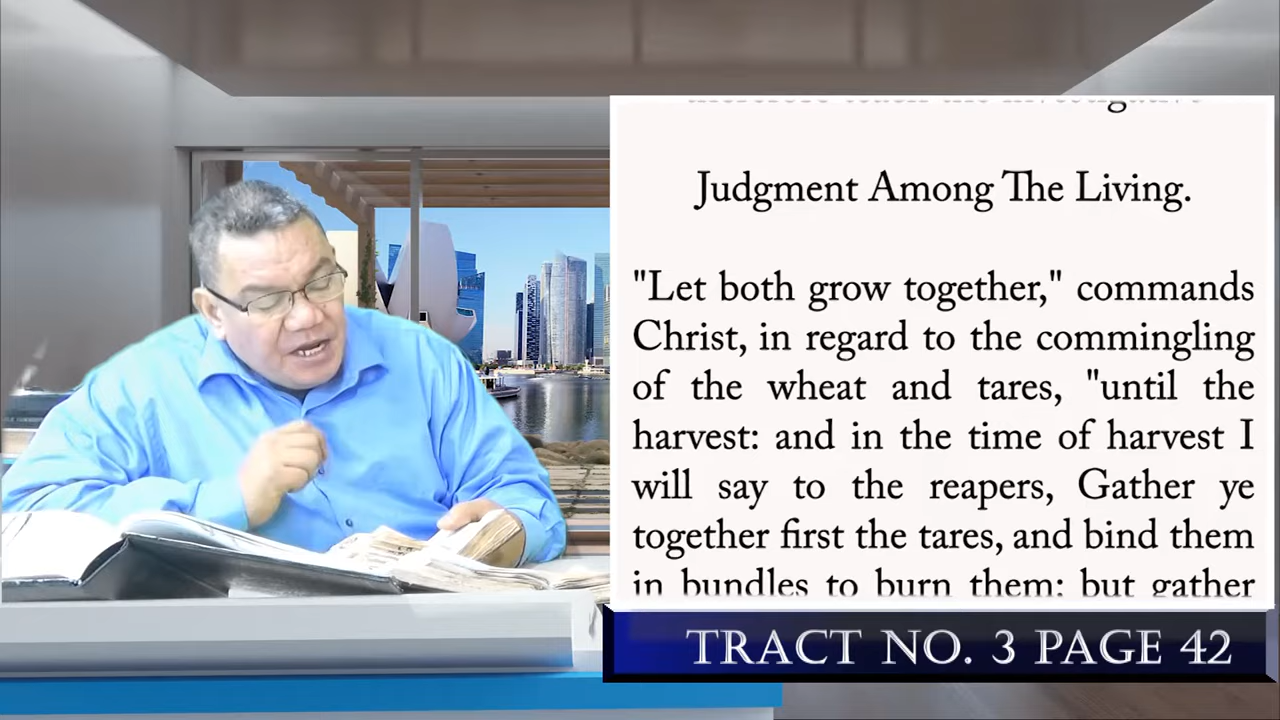 Judgment Among The Living.
"Let both grow together," commands
Christ, in regard to the commingling
of the wheat and tares, "until the
harvest: and in the time of harvest I
will say to the reapers, Gather ye
together first the tares, and bind them
in bundles to burn them: but gather
TRACT NO. 3 PAGE 42